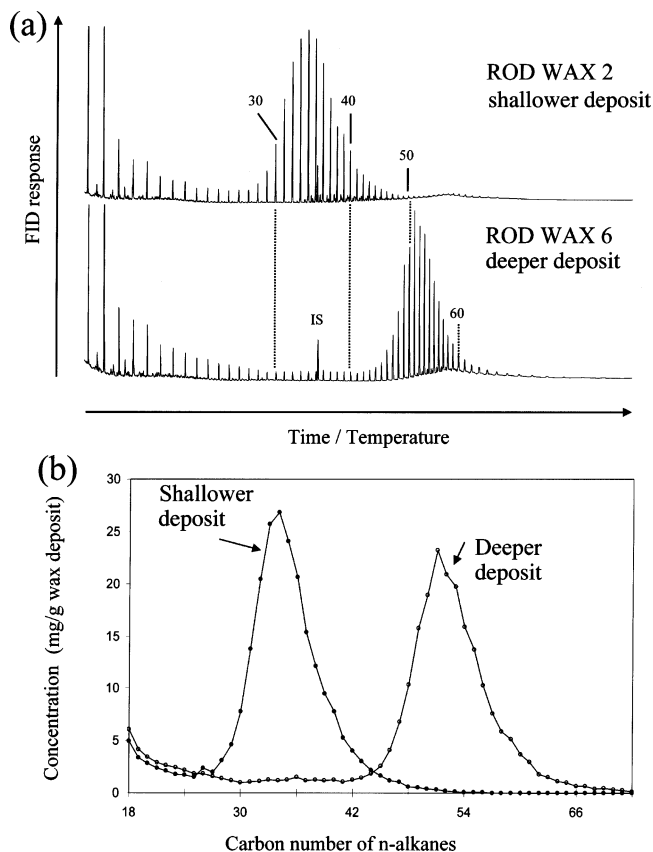 (a)
ROD WAX 2
shallower deposit
30
40
50
ROD WAX 6
deeper deposit
IS
60
FID response
Time / Temperature
(b)
30
25
20
15
10
5
0
Shallower
deposit
Deeper
deposit
Concentration (mg/g wax deposit)
18
30
42
54
66
Carbon number of n-alkanes